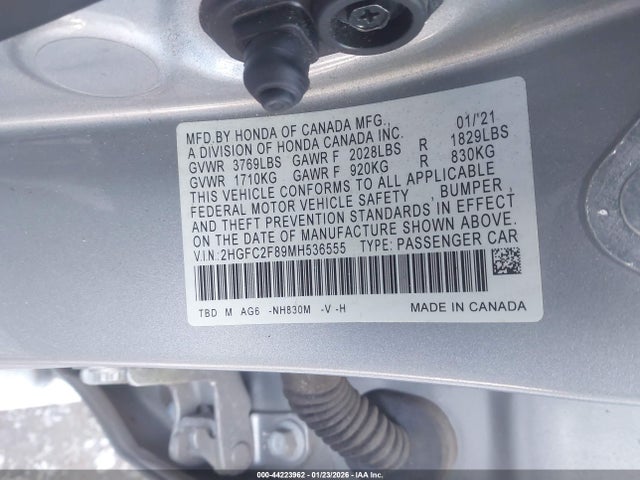 MFD.BY HONDA OF CANADA MFG., 01/'21
A DIVISION OF HONDA CANADA INC.
GVWR 3769LBS GAWR F 2028LBS R 1829LBS
GVWR 1710KG GAWR F 920KG R 830KG
THIS VEHICLE CONFORMS TO ALL APPLICABLE
FEDERAL MOTOR VEHICLE SAFETY , BUMPER ,
AND THEFT PREVENTION STANDARDS IN EFFECT
ON THE DATE OF MANUFACTURE SHOWN ABOVE.
V.I.N: 2HGFC2F89MH536555 TYPE: PASSENGER CAR
TBD M AG6 -NH830M -V -H MADE IN CANADA
000-44223962 - 01/23/2026 - IAA Inc.